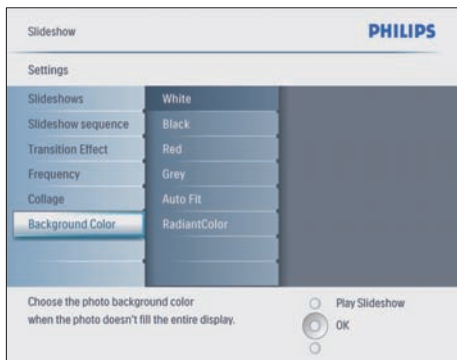 Slideshow
PHILIPS
Settings
Slideshows
White
Slideshow sequence
Black
Transition Effect
Red
Frequency
Grey
Collage
Auto Fit
Background Color
RadiantColor
Choose the photo background color
when the photo doesn't fill the entire display.
Play Slideshow
OK